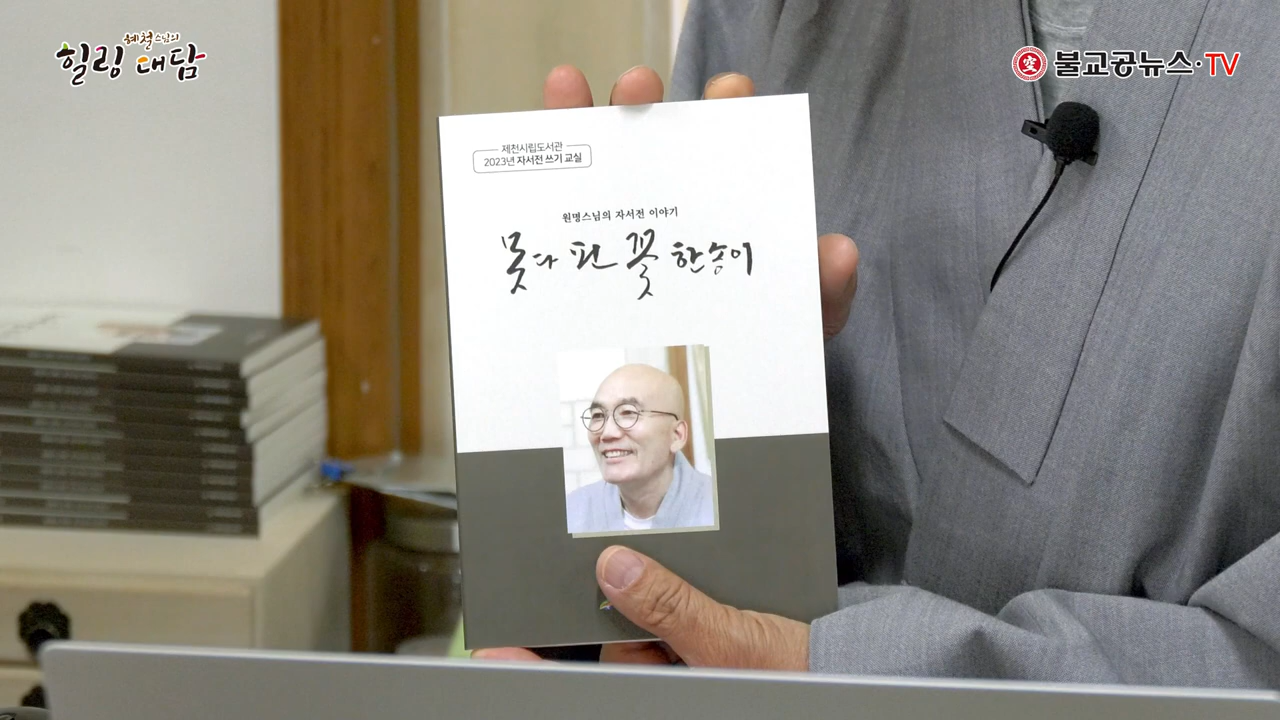 혜철스님의
힐링 대담
空 불교공뉴스·TV
제천시립도서관
2023년 자서전 쓰기 교실
원명스님의 자서전 이야기
못다 핀 꽃 한송이